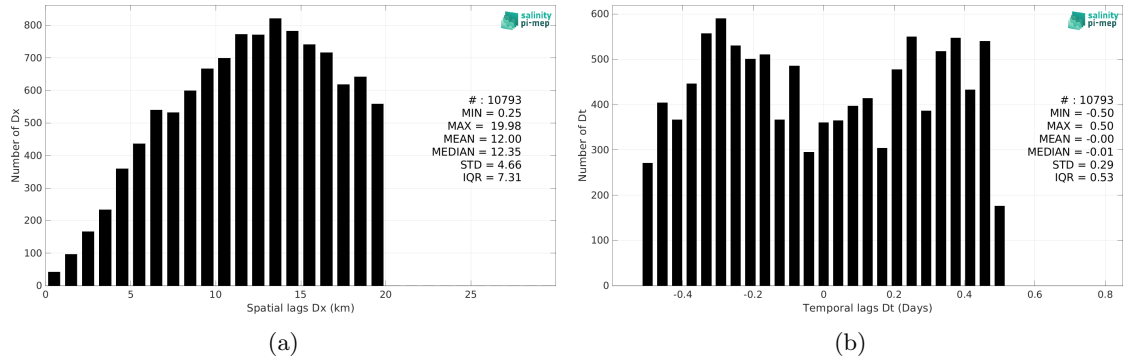 salinity
pi-mep
800
700
600
500
400
300
200
100
0
Number of Dx
# : 10793
MIN = 0.25
MAX = 19.98
MEAN = 12.00
MEDIAN = 12.35
STD = 4.66
IQR = 7.31
0 5 10 15 20 25
Spatial lags Dx (km)
(a)
salinity
pi-mep
600
500
400
300
200
100
0
Number of Dt
# : 10793
MIN = -0.50
MAX = 0.50
MEAN = -0.00
MEDIAN = -0.01
STD = 0.29
IQR = 0.53
-0.4 -0.2 0 0.2 0.4 0.6 0.8
Temporal lags Dt (Days)
(b)